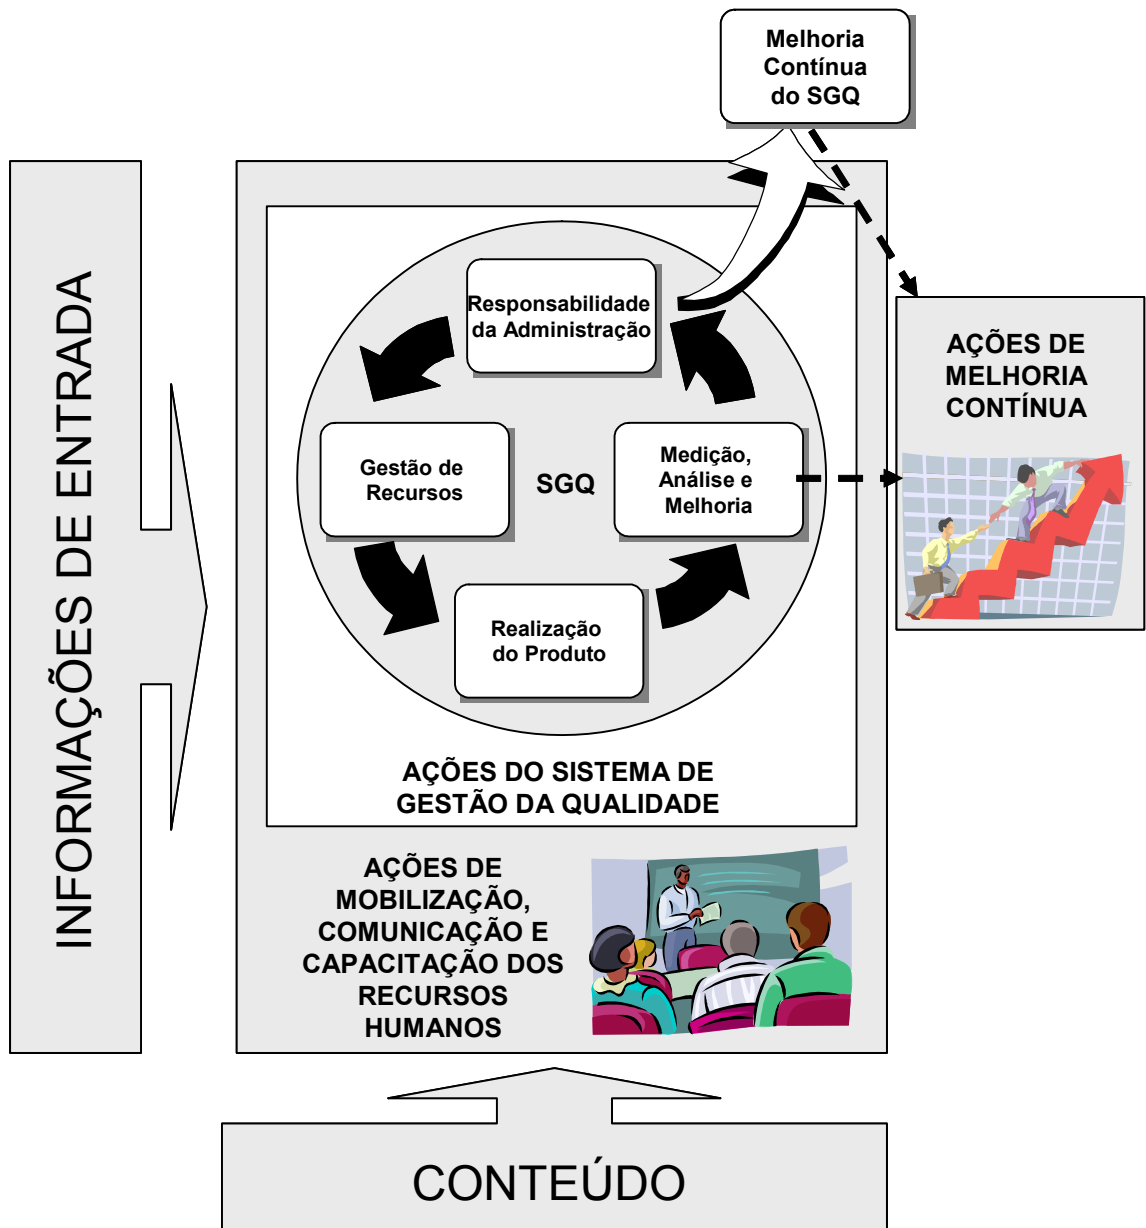 Melhoria
Contínua
do SGQ
INFORMAÇÕES DE ENTRADA
Responsabilidade
da Administração
AÇÕES DE
MELHORIA
CONTÍNUA
Gestão de
Recursos
SGQ
Medição,
Análise e
Melhoria
Realização
do Produto
AÇÕES DO SISTEMA DE
GESTÃO DA QUALIDADE
AÇÕES DE
MOBILIZAÇÃO,
COMUNICAÇÃO E
CAPACITAÇÃO DOS
RECURSOS
HUMANOS
CONTEÚDO